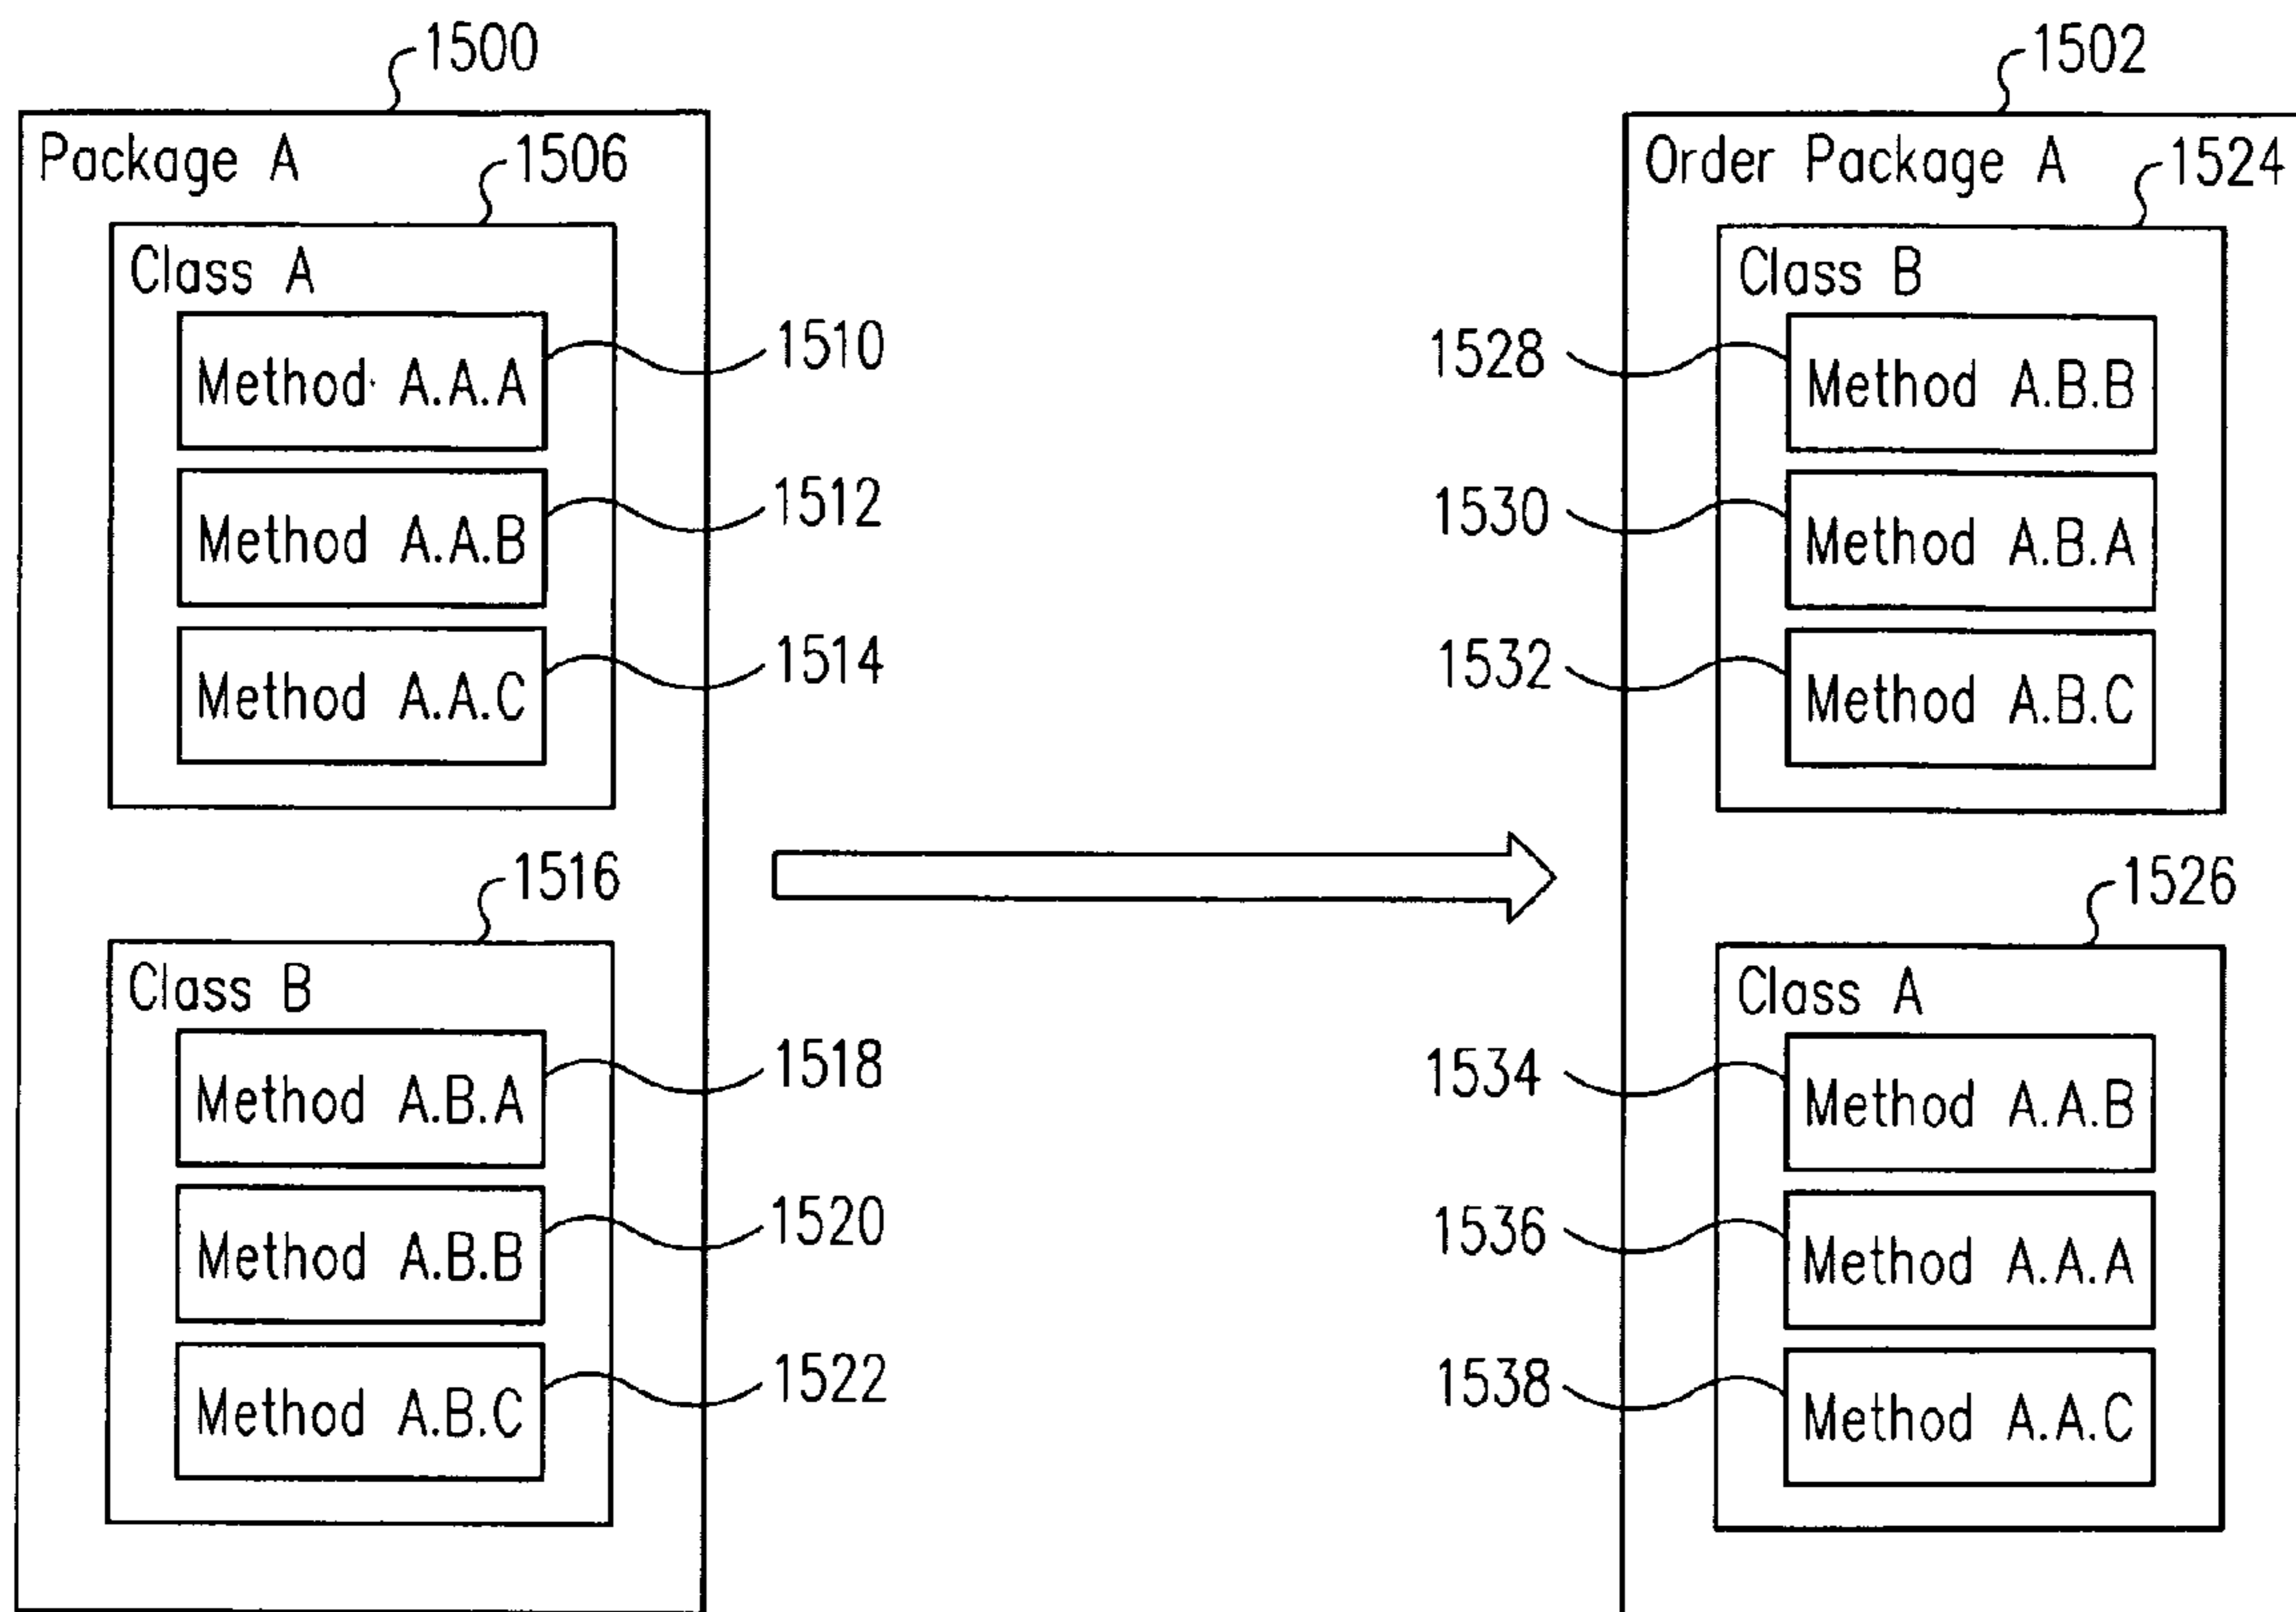 1500
Package A
1506
Class A
Method A.A.A
1510
Method A.A.B
1512
Method A.A.C
1514
1516
Class B
Method A.B.A
1518
Method A.B.B
1520
Method A.B.C
1522
1502
Order Package A
1524
Class B
1528
Method A.B.B
1530
Method A.B.A
1532
Method A.B.C
1526
Class A
1534
Method A.A.B
1536
Method A.A.A
1538
Method A.A.C